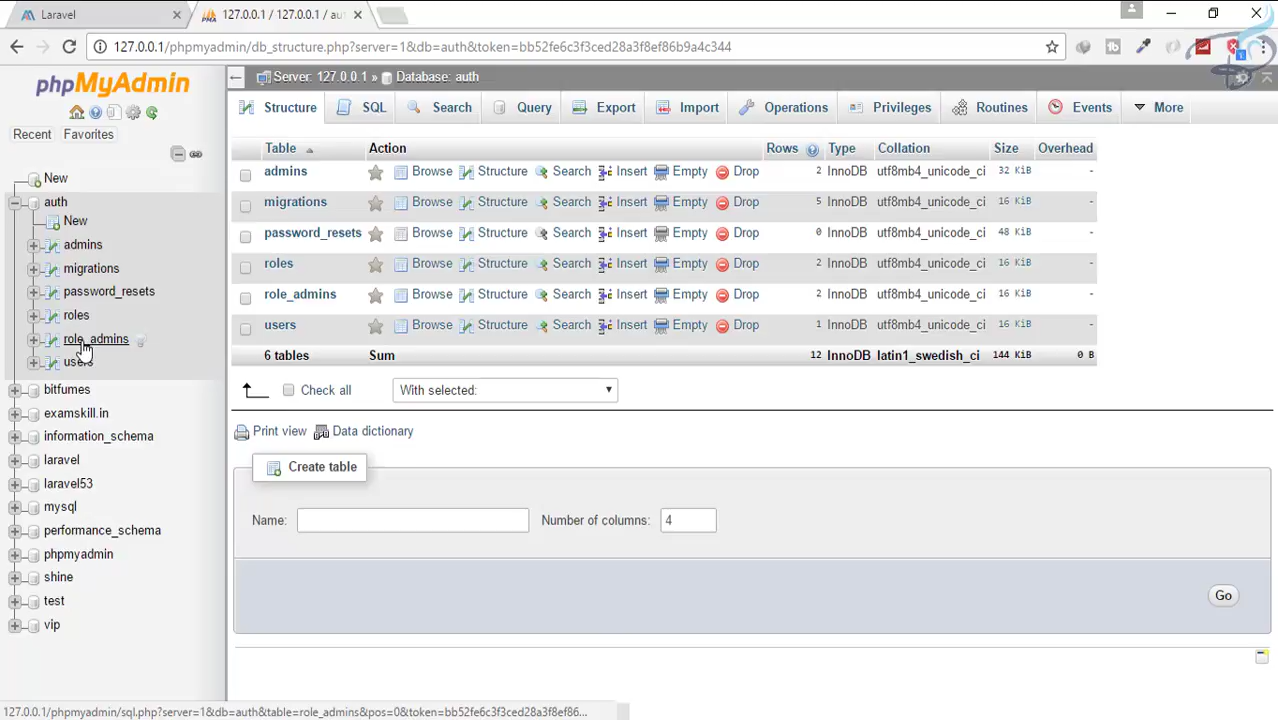 Laravel
127.0.0.1 / 127.0.0.1 / au
127.0.0.1/phpmyadmin/db_structure.php?server=1&db=auth&token=bb52fe6c3f3ced28a3f8ef86b9a4c344
phpMyAdmin
Recent Favorites
New
auth
New
admins
migrations
password_resets
roles
role_admins
users
bitfumes
examskill.in
information_schema
laravel
laravel53
mysql
performance_schema
phpmyadmin
shine
test
vip
Server: 127.0.0.1 » Database: auth
Structure SQL Search Query Export Import Operations Privileges Routines Events More
Table Action Rows Type Collation Size Overhead
admins Browse Structure Search Insert Empty Drop 2 InnoDB utf8mb4_unicode_ci 32 KiB -
migrations Browse Structure Search Insert Empty Drop 5 InnoDB utf8mb4_unicode_ci 16 KiB -
password_resets Browse Structure Search Insert Empty Drop 0 InnoDB utf8mb4_unicode_ci 48 KiB -
roles Browse Structure Search Insert Empty Drop 2 InnoDB utf8mb4_unicode_ci 16 KiB -
role_admins Browse Structure Search Insert Empty Drop 2 InnoDB utf8mb4_unicode_ci 16 KiB -
users Browse Structure Search Insert Empty Drop 1 InnoDB utf8mb4_unicode_ci 16 KiB -
6 tables Sum 12 InnoDB latin1_swedish_ci 144 KiB 0 B
Check all With selected:
Print view Data dictionary
Create table
Name: Number of columns: 4
Go
127.0.0.1/phpmyadmin/sql.php?server=1&db=auth&table=role_admins&pos=0&token=bb52fe6c3f3ced28a3f8ef86...